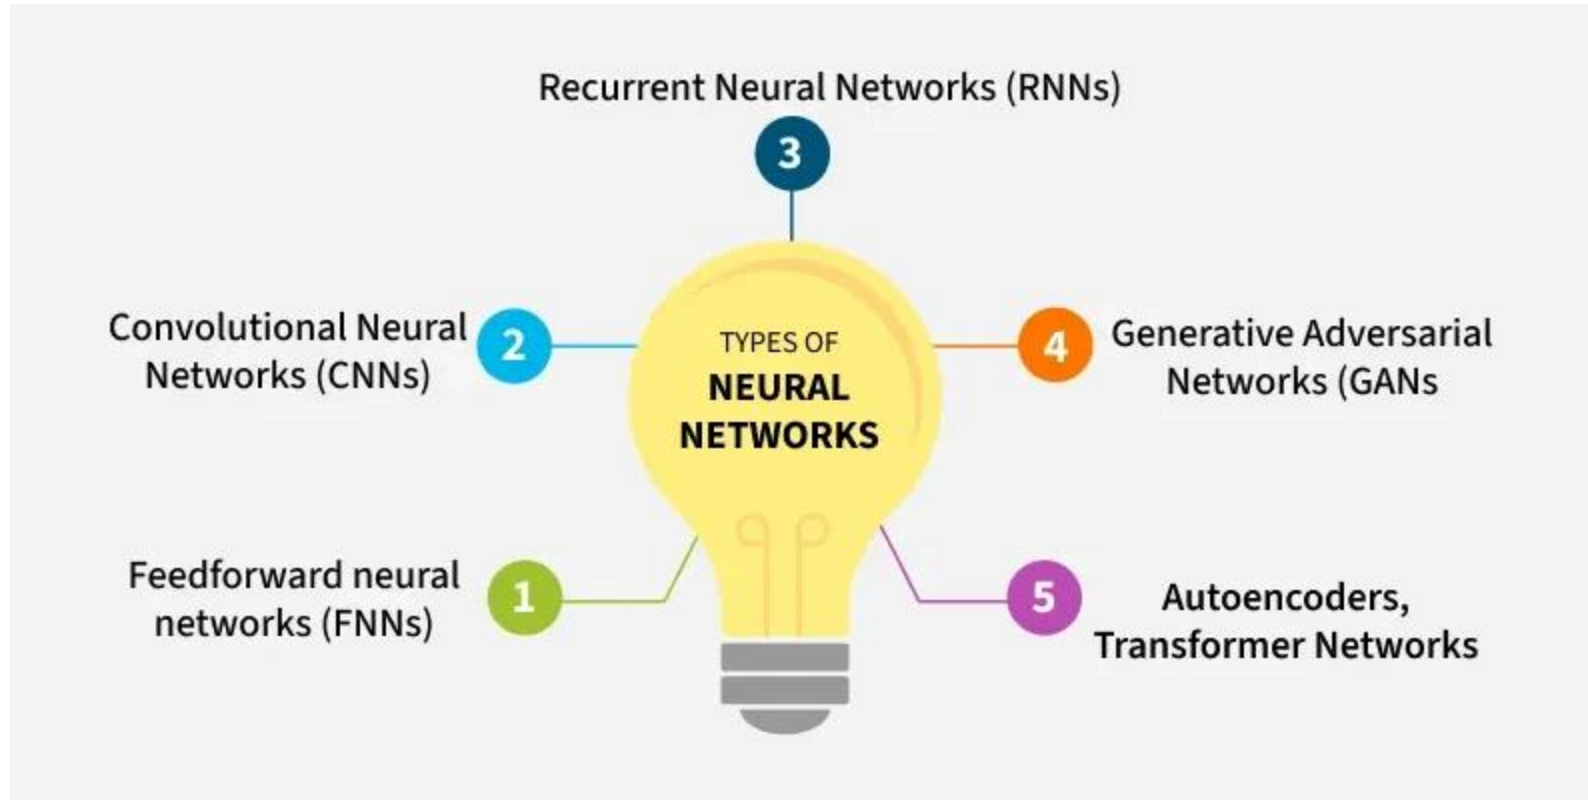 Recurrent Neural Networks (RNNs)
3
Convolutional Neural
Networks (CNNs)
2
TYPES OF
NEURAL
NETWORKS
4
Generative Adversarial
Networks (GANs
Feedforward neural
networks (FNNs)
1
5
Autoencoders,
Transformer Networks